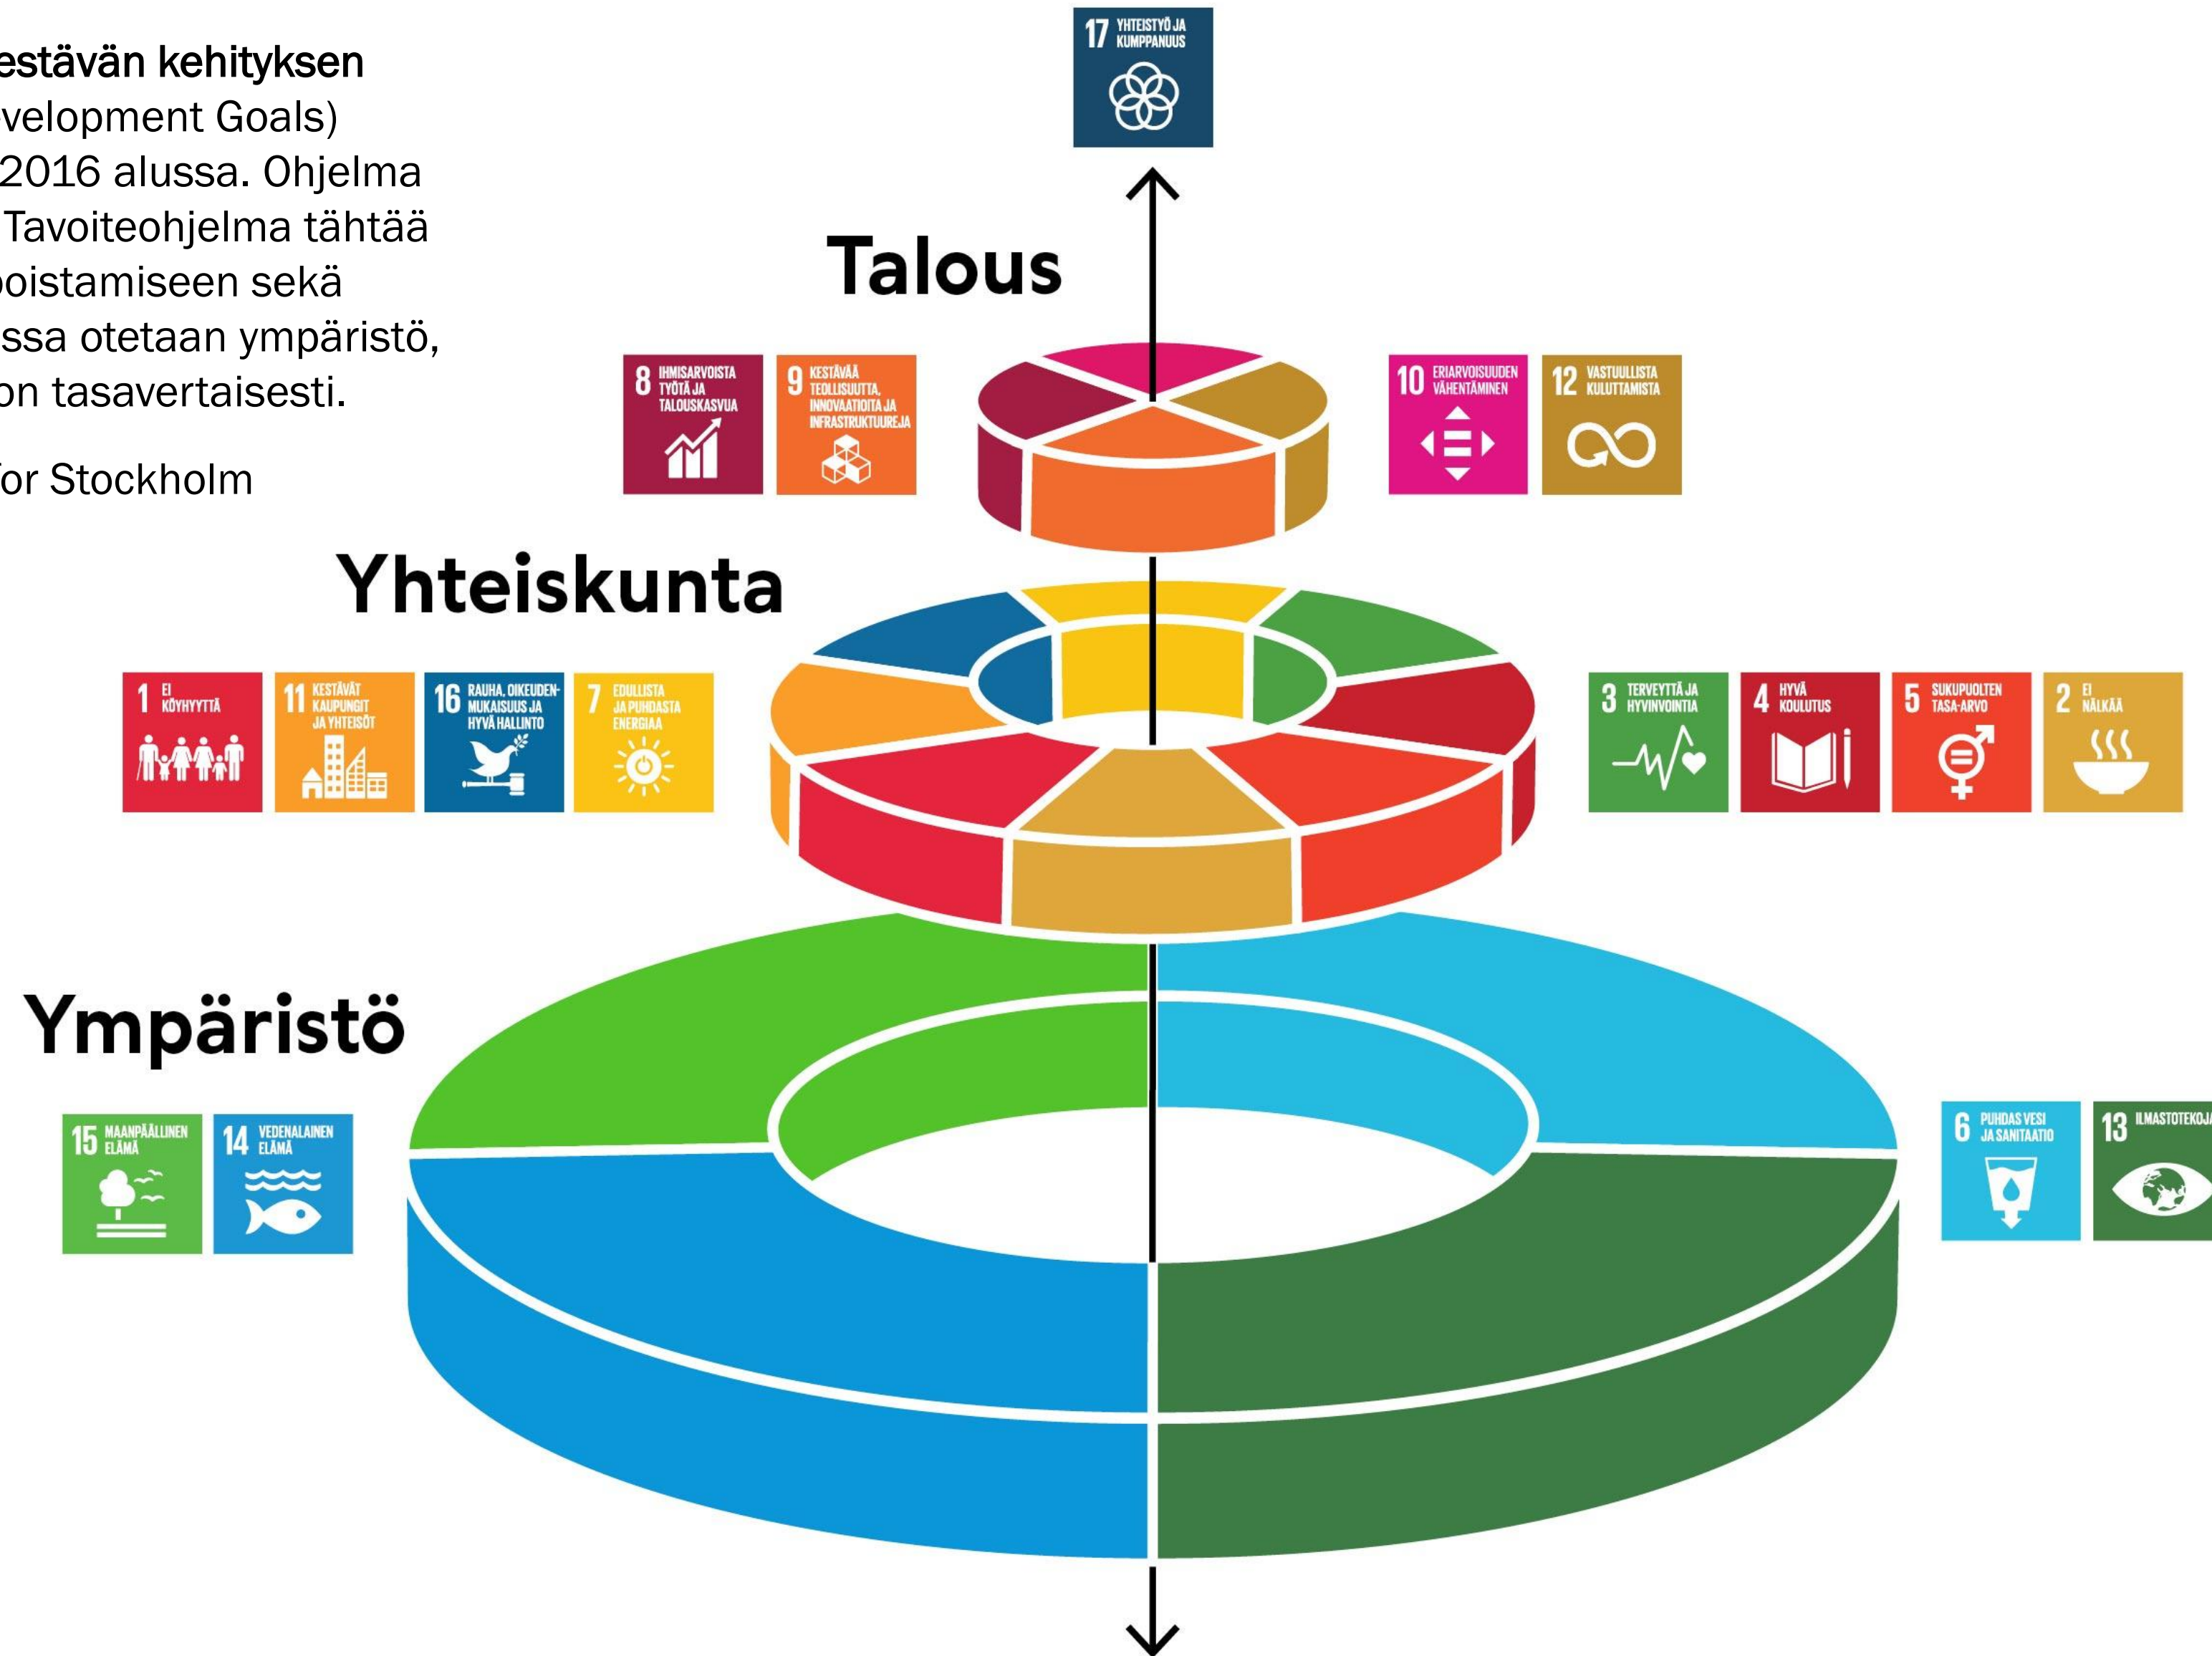 estävän kehityksen
velopment Goals)
2016 alussa. Ohjelma
Tavoiteohjelma tähtää
oistamiseen sekä
ssa otetaan ympäristö,
on tasavertaisesti.
or Stockholm
17 YHTEISTYÖ JA
KUMPPANUUS
Talous
8 IHMISARVOISTA
TYÖTÄ JA
TALOUSKASVUA
9 KESTÄVÄÄ
TEOLLISUUTTA,
INNOVAATIOITA JA
INFRASTRUKTUUREJA
10 ERIARVOISUUDEN
VÄHENTÄMINEN
12 VASTUULLISTA
KULUTTAMISTA
Yhteiskunta
1 EI
KÖYHYYTTÄ
11 KESTÄVÄT
KAUPUNGIT
JA YHTEISÖT
16 RAUHA, OIKEUDEN-
MUKAISUUS JA
HYVÄ HALLINTO
7 EDULLISTA
JA PUHDASTA
ENERGIAA
3 TERVEYTTÄ JA
HYVINVOINTIA
4 HYVÄ
KOULUTUS
5 SUKUPUOLTEN
TASA-ARVO
2 EI
NÄLKÄÄ
Ympäristö
15 MAANPÄÄLLINEN
ELÄMÄ
14 VEDENALAINEN
ELÄMÄ
6 PUHDAS VESI
JA SANITAATIO
13 ILMASTOTEKOJA